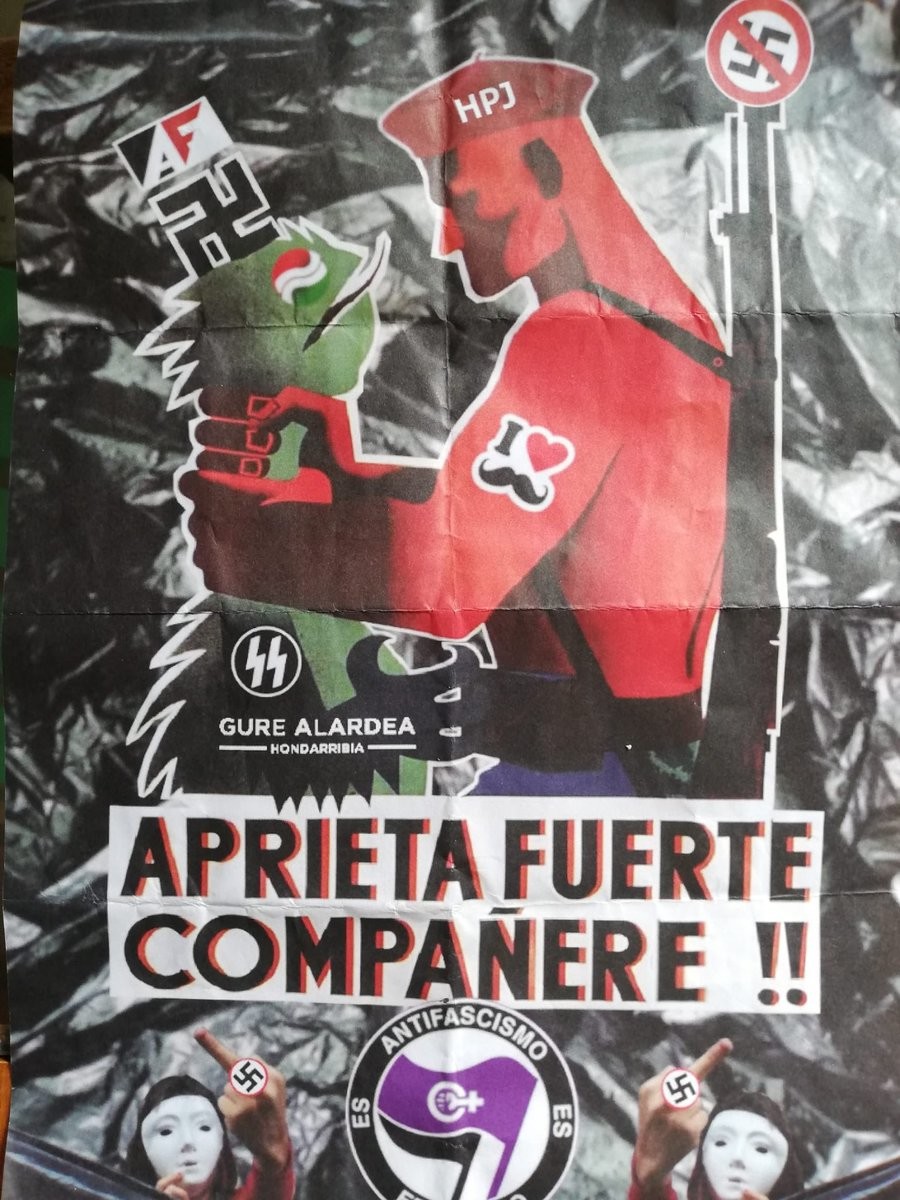 HPJ
AF
I
GURE ALARDEA
HONDARRIBIA
APRIETA FUERTE
COMPAÑERE !!
ANTIFASCISMO
ES
ES